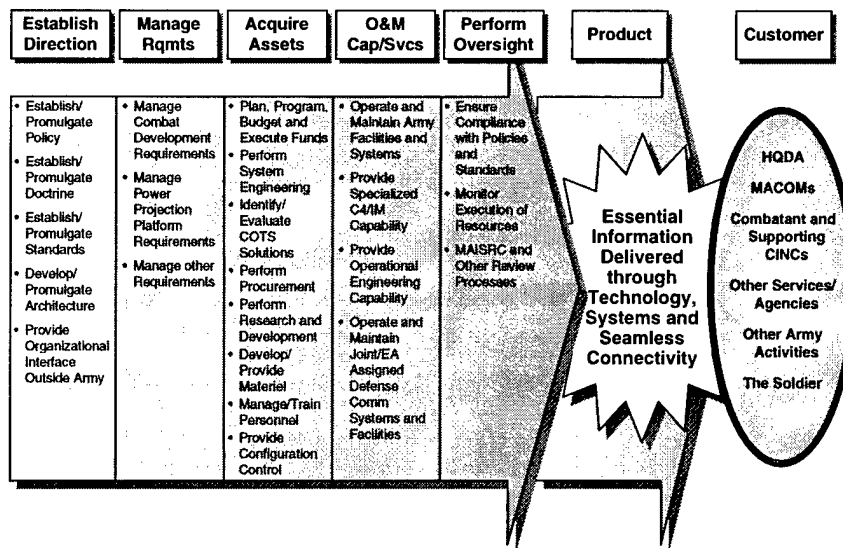 Establish
Direction
Manage
Rqmts
Acquire
Assets
O&M
Cap/Svcs
Perform
Oversight
Product
Customer
• Establish/
Promulgate
Policy
• Establish/
Promulgate
Doctrine
• Establish/
Promulgate
Standards
• Develop/
Promulgate
Architecture
• Provide
Organizational
Interface
Outside Army
• Manage
Combat
Development
Requirements
• Manage
Power
Projection
Platform
Requirements
• Manage other
Requirements
• Plan, Program,
Budget and
Execute Funds
• Perform
System
Engineering
• Identify/
Evaluate
COTS
Solutions
• Perform
Procurement
• Perform
Research and
Development
• Develop/
Provide
Materiel
• Manage/Train
Personnel
• Provide
Configuration
Control
• Operate and
Maintain Army
Facilities and
Systems
• Provide
Specialized
C4/IM
Capability
• Provide
Operational
Engineering
Capability
• Operate and
Maintain
Joint/EA
Assigned
Defense
Comm
Systems and
Facilities
• Ensure
Compliance
with Policies
and
Standards
• Monitor
Execution of
Resources
• MAISRC and
Other Review
Processes
Essential
Information
Delivered
through
Technology,
Systems and
Seamless
Connectivity
HQDA
MACOMs
Combatant and
Supporting
CINCs
Other Services/
Agencies
Other Army
Activities
The Soldier